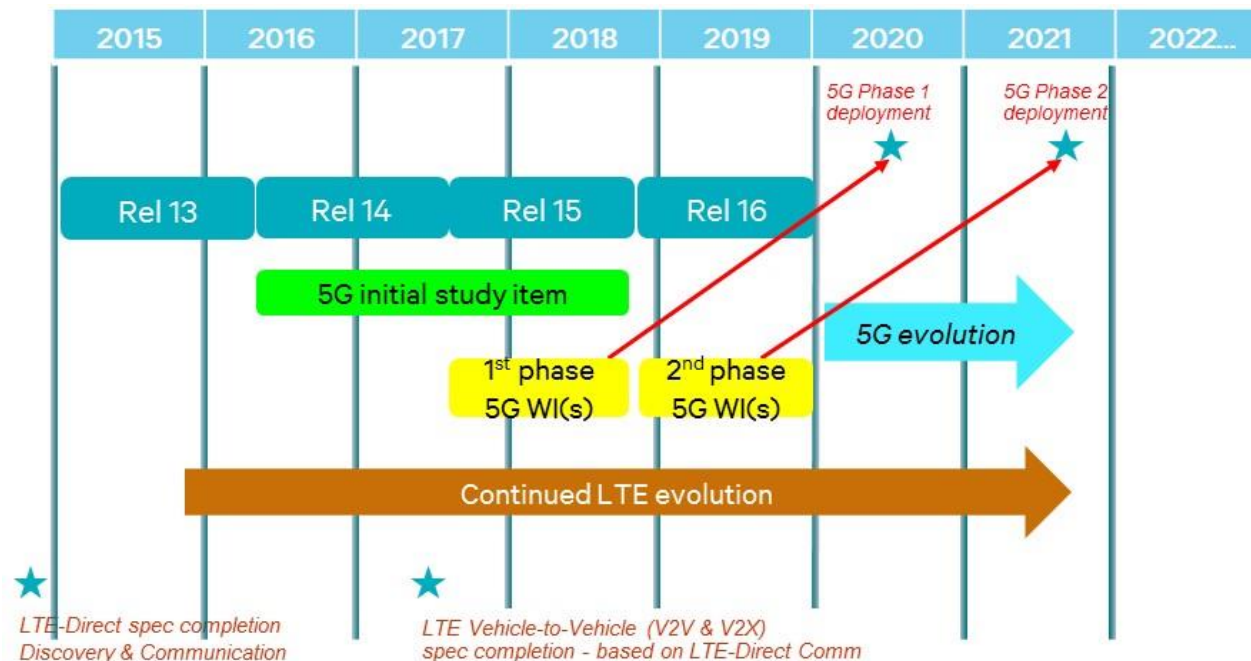 2015 2016 2017 2018 2019 2020 2021 2022...
5G Phase 1
deployment
5G Phase 2
deployment
Rel 13 Rel 14 Rel 15 Rel 16
5G initial study item
5G evolution
1st phase
5G WI(s)
2nd phase
5G WI(s)
Continued LTE evolution
LTE-Direct spec completion
Discovery & Communication
LTE Vehicle-to-Vehicle (V2V & V2X)
spec completion - based on LTE-Direct Comm